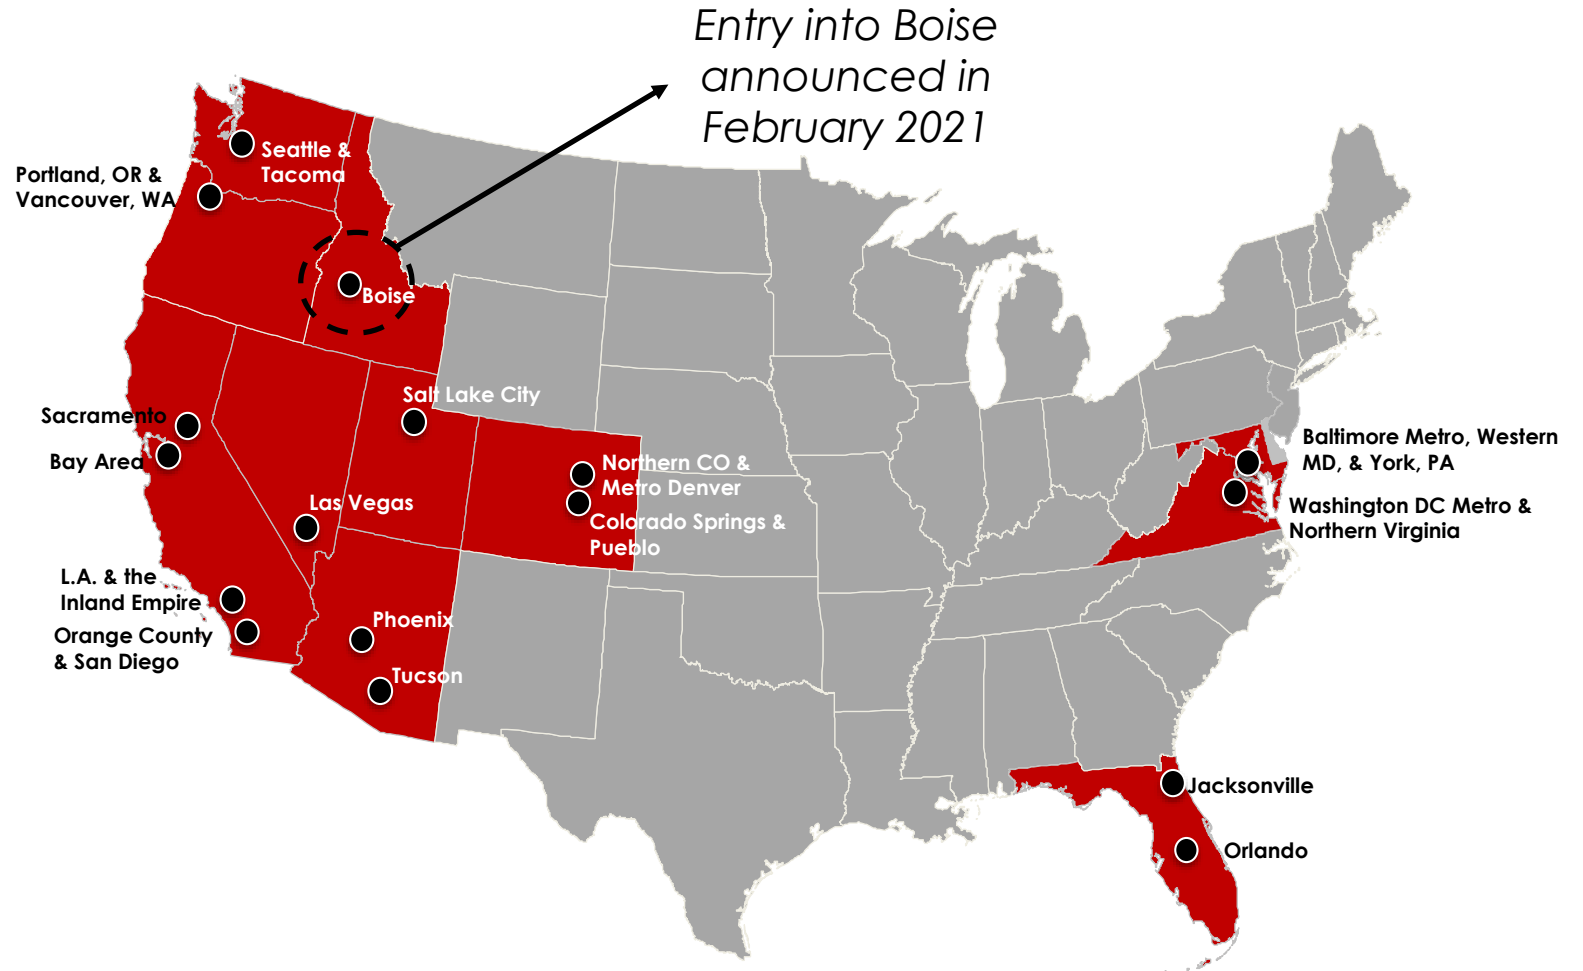 Entry into Boise
announced in
February 2021
Seattle &
Tacoma
Portland, OR &
Vancouver, WA
Boise
Salt Lake City
Sacramento
Bay Area
Northern CO &
Metro Denver
Las Vegas
Colorado Springs &
Pueblo
L.A. & the
Inland Empire
Orange County
& San Diego
Phoenix
Tucson
Baltimore Metro, Western
MD, & York, PA
Washington DC Metro &
Northern Virginia
Jacksonville
Orlando